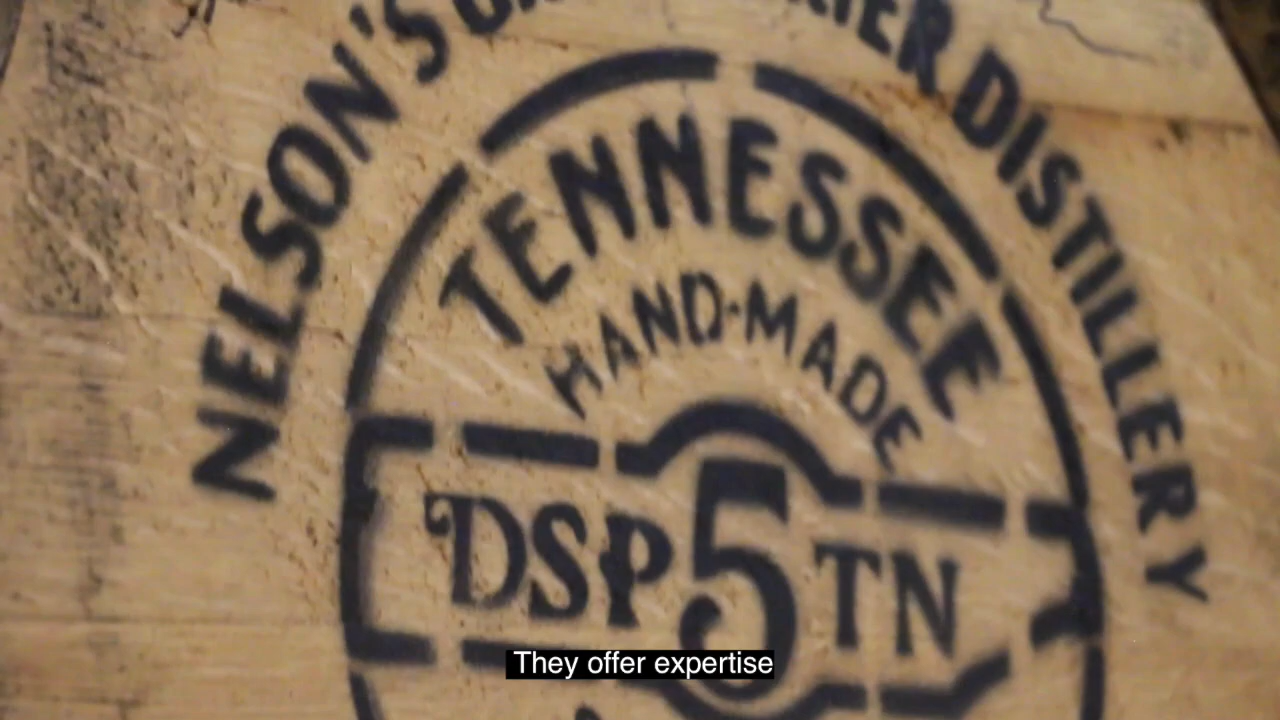 NELSON'S
DISTILLERY
TENNESSEE
HAND-MADE
DSP 5 TN
They offer expertise